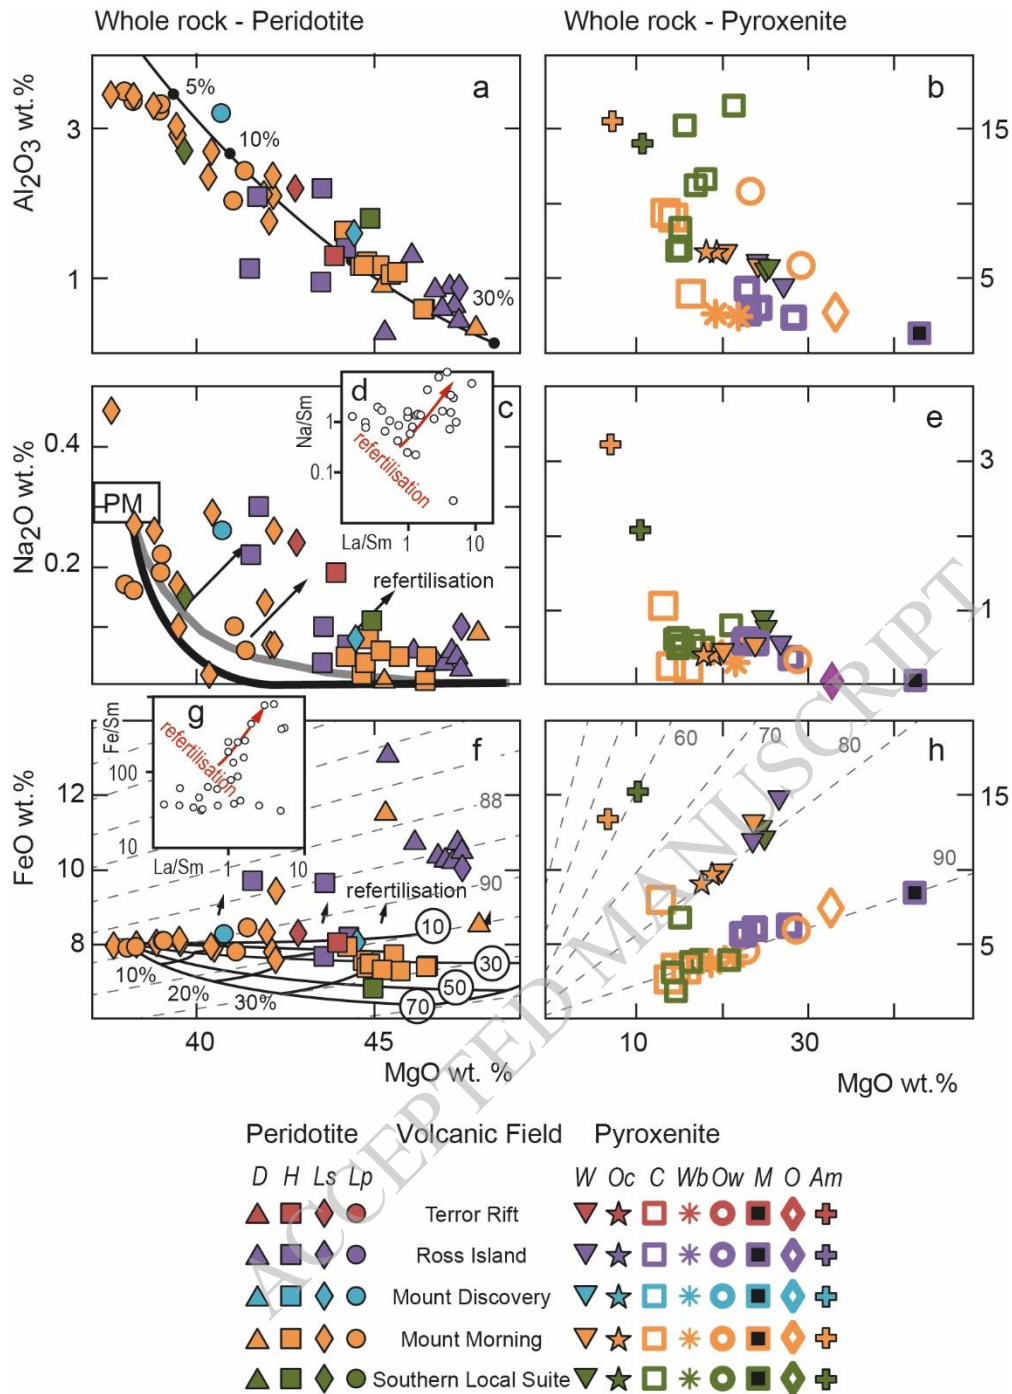 Whole rock - Peridotite
Whole rock - Pyroxenite
Al2O3 wt.%
3
1
5%
10%
30%
a
b
15
5
Na2O wt.%
0.4
0.2
PM
d
c
Na/Sm
1
0.1
refertilisation
La/Sm
1
10
refertilisation
e
3
1
FeO wt.%
12
10
8
g
Fe/Sm
100
10
refertilisation
La/Sm
1
10
f
88
90
refertilisation
10
30
50
70
10%
20%
30%
h
60
70
80
90
15
5
40
45
MgO wt. %
10
30
MgO wt.%
ACCEPTED MANUSCRIPT
Peridotite
Volcanic Field
Pyroxenite
D H Ls Lp
W Oc C Wb Ow M O Am
Terror Rift
Ross Island
Mount Discovery
Mount Morning
Southern Local Suite